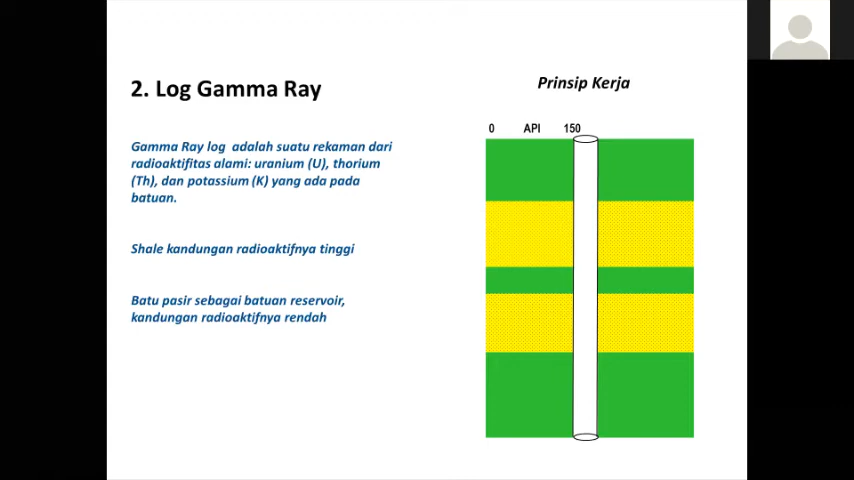 2. Log Gamma Ray
Gamma Ray log adalah suatu rekaman dari
radioaktifitas alami: uranium (U), thorium
(Th), dan potassium (K) yang ada pada
batuan.
Shale kandungan radioaktifnya tinggi
Batu pasir sebagai batuan reservoir,
kandungan radioaktifnya rendah
Prinsip Kerja
0 API 150